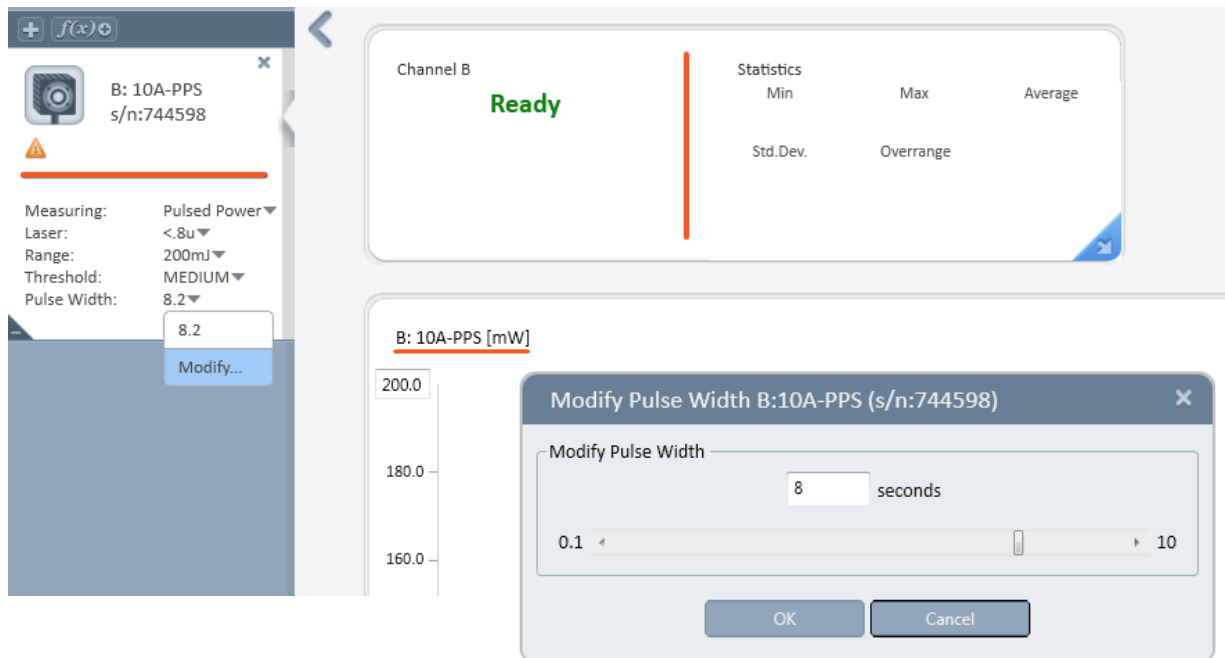 f(x)
B: 10A-PPS
s/n:744598
Measuring: Pulsed Power
Laser: <.8u
Range: 200mJ
Threshold: MEDIUM
Pulse Width: 8.2
8.2
Modify...
Channel B
Ready
Statistics
Min Max Average
Std.Dev. Overrange
B: 10A-PPS [mW]
200.0
180.0
160.0
Modify Pulse Width B:10A-PPS (s/n:744598)
Modify Pulse Width
8 seconds
0.1 10
OK Cancel